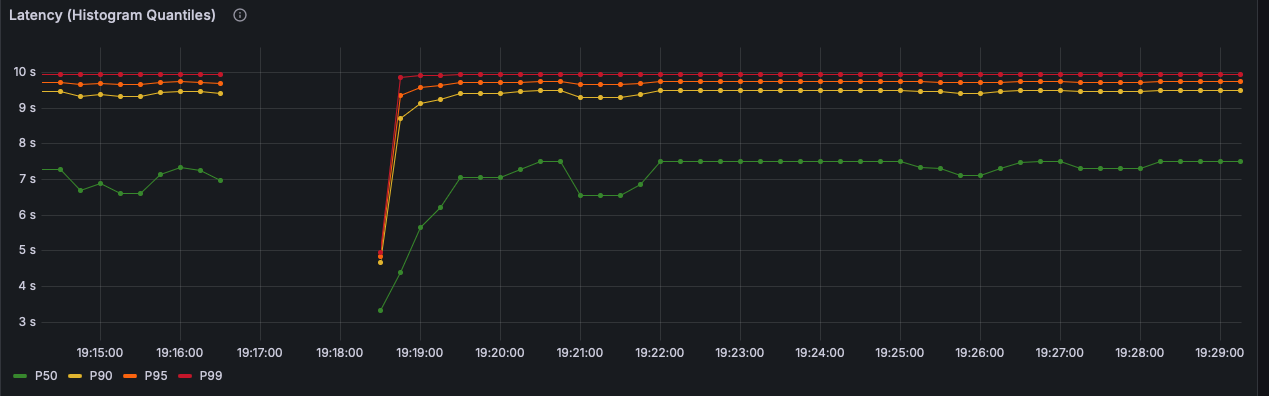 Latency (Histogram Quantiles)
10 s
9 s
8 s
7 s
6 s
5 s
4 s
3 s
19:15:00 19:16:00 19:17:00 19:18:00 19:19:00 19:20:00 19:21:00 19:22:00 19:23:00 19:24:00 19:25:00 19:26:00 19:27:00 19:28:00 19:29:00
P50 P90 P95 P99